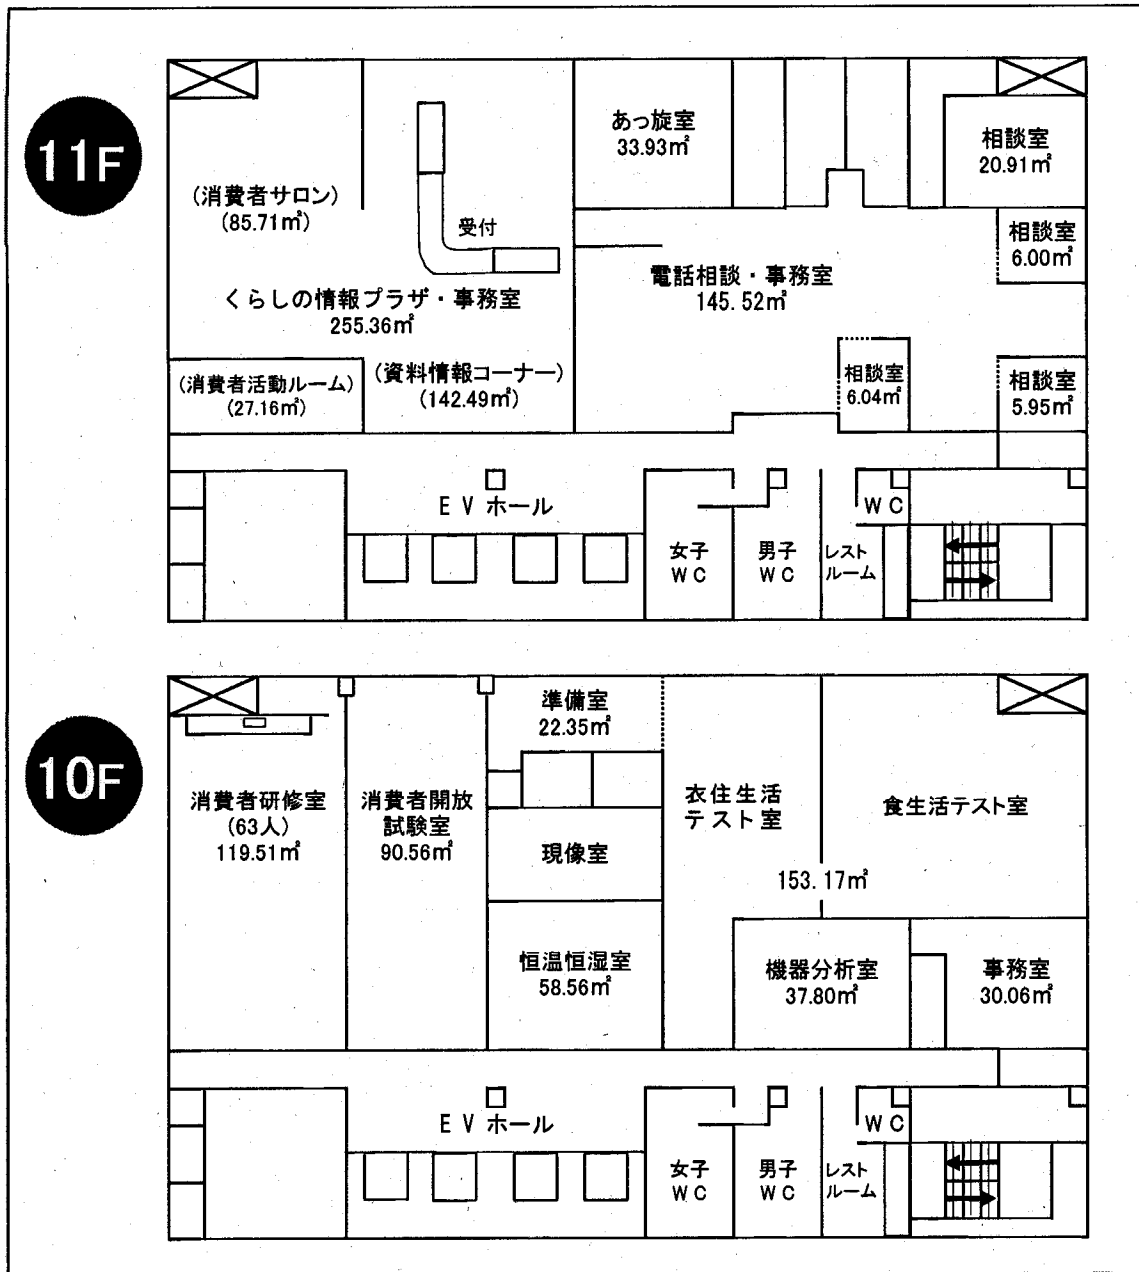 11F
あっ旋室
33.93㎡
相談室
20.91㎡
(消費者サロン)
(85.71㎡)
受付
相談室
6.00㎡
電話相談・事務室
145.52㎡
くらしの情報プラザ・事務室
255.36㎡
(消費者活動ルーム)
(27.16㎡)
(資料情報コーナー)
(142.49㎡)
相談室
6.04㎡
相談室
5.95㎡
EVホール
女子
WC
男子
WC
レスト
ルーム
WC
10F
準備室
22.35㎡
消費者研修室
(63人)
119.51㎡
消費者開放
試験室
90.56㎡
衣住生活
テスト室
食生活テスト室
現像室
153.17㎡
恒温恒湿室
58.56㎡
機器分析室
37.80㎡
事務室
30.06㎡
EVホール
女子
WC
男子
WC
レスト
ルーム
WC